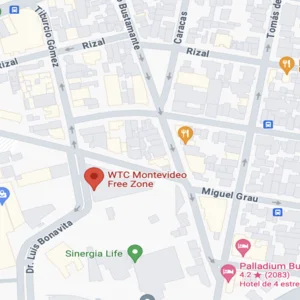 Tiburcio Gómez
Bustamante
Caracas
Tomás de
Rizal
Rizal
WTC Montevideo
Free Zone
Miguel Grau
Dr. Luis Bonavita
Sinergia Life
Palladium Bu
4.2 ★ (2083)
Hotel de 4 estre